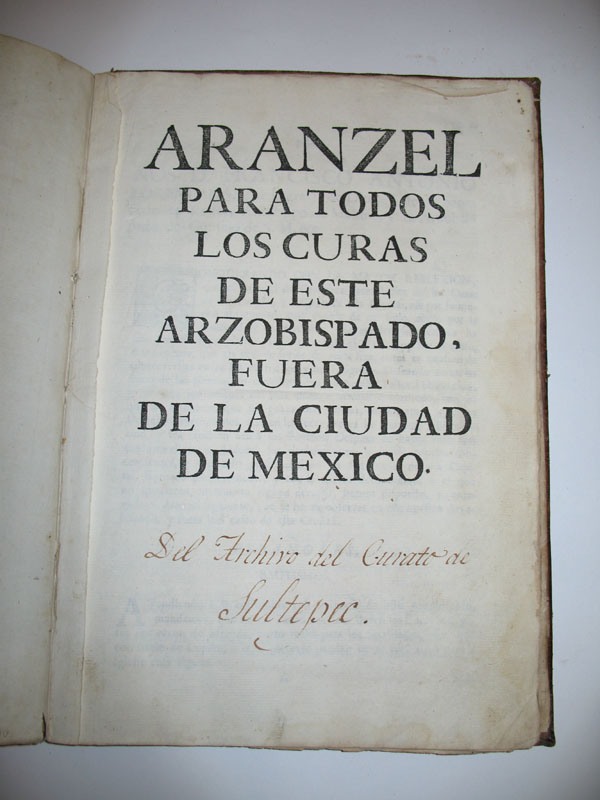 ARANZEL
PARA TODOS
LOS CURAS
DE ESTE
ARZOBISPADO,
FUERA
DE LA CIUDAD
DE MEXICO.
Del Archivo del Curato de
Sultepec.